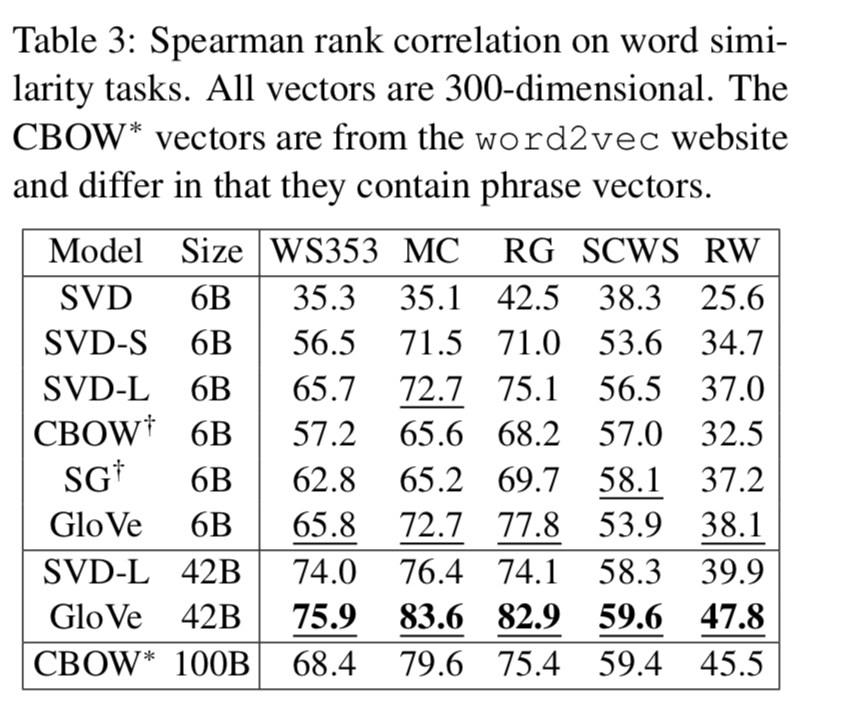 Table 3: Spearman rank correlation on word simi-
larity tasks. All vectors are 300-dimensional. The
CBOW* vectors are from the word2vec website
and differ in that they contain phrase vectors.
Model Size WS353 MC RG SCWS RW
SVD 6B 35.3 35.1 42.5 38.3 25.6
SVD-S 6B 56.5 71.5 71.0 53.6 34.7
SVD-L 6B 65.7 72.7 75.1 56.5 37.0
CBOW† 6B 57.2 65.6 68.2 57.0 32.5
SG† 6B 62.8 65.2 69.7 58.1 37.2
GloVe 6B 65.8 72.7 77.8 53.9 38.1
SVD-L 42B 74.0 76.4 74.1 58.3 39.9
GloVe 42B 75.9 83.6 82.9 59.6 47.8
CBOW* 100B 68.4 79.6 75.4 59.4 45.5